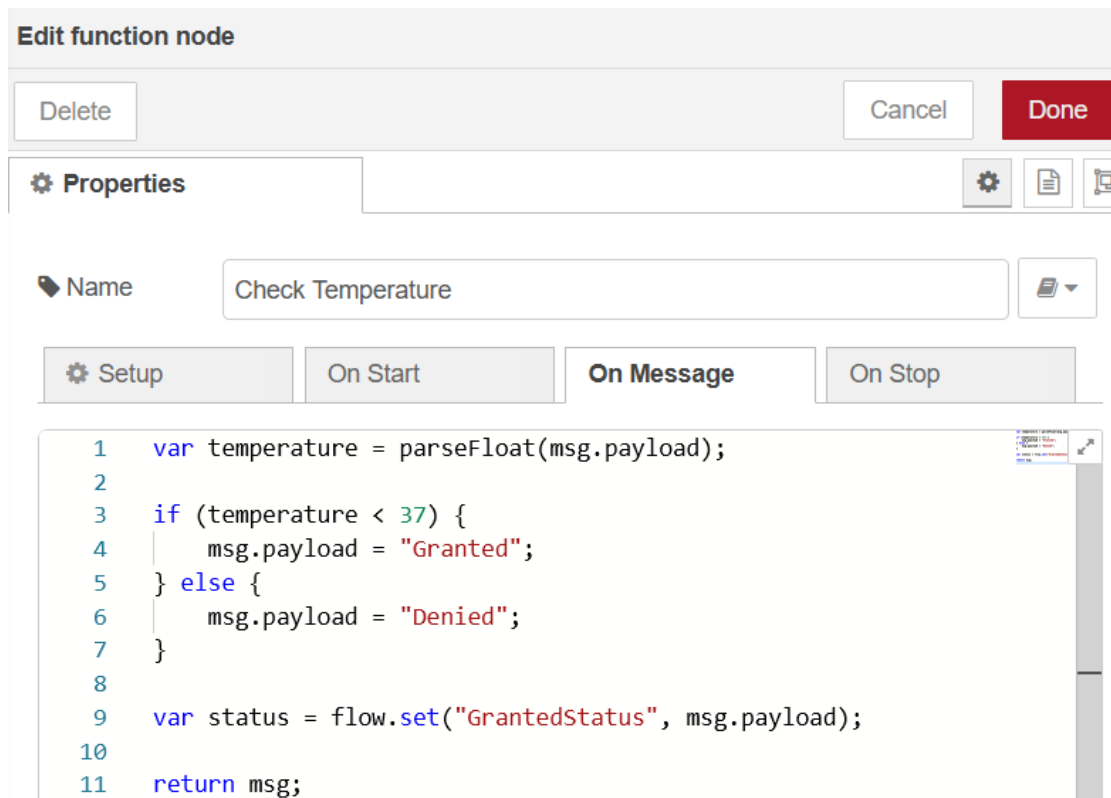 Edit function node
Delete
Cancel
Done
Properties
Name
Check Temperature
Setup
On Start
On Message
On Stop
1 var temperature = parseFloat(msg.payload);
2
3 if (temperature < 37) {
4 msg.payload = "Granted";
5 } else {
6 msg.payload = "Denied";
7 }
8
9 var status = flow.set("GrantedStatus", msg.payload);
10
11 return msg;